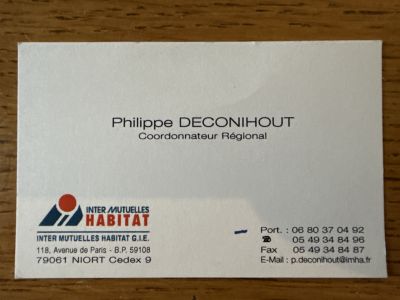 Philippe DECONIHOUT
Coordonnateur Régional
INTER MUTUELLES
HABITAT
INTER MUTUELLES HABITAT G.I.E.
118, Avenue de Paris - B.P. 59108
79061 NIORT Cedex 9
Port. : 06 80 37 04 92
☎ 05 49 34 84 96
Fax 05 49 34 84 87
E-Mail : p.deconihout@imha.fr